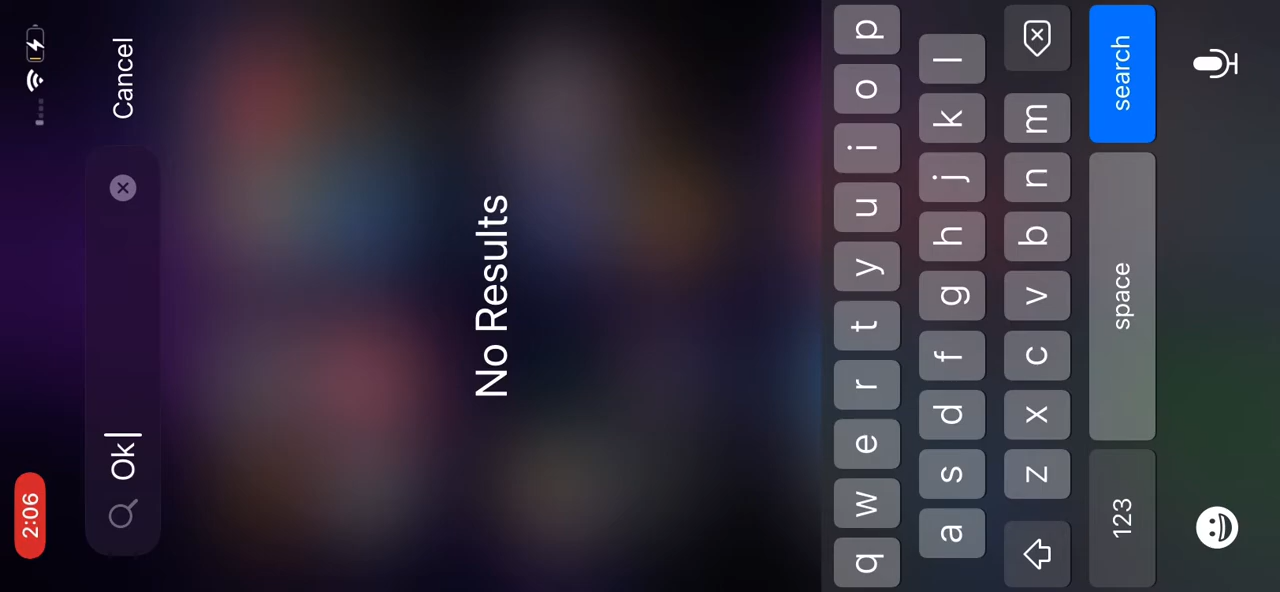 2:06
Ok
Cancel
No Results
q w e r t y u i o p
a s d f g h j k l
z x c v b n m
123 space search